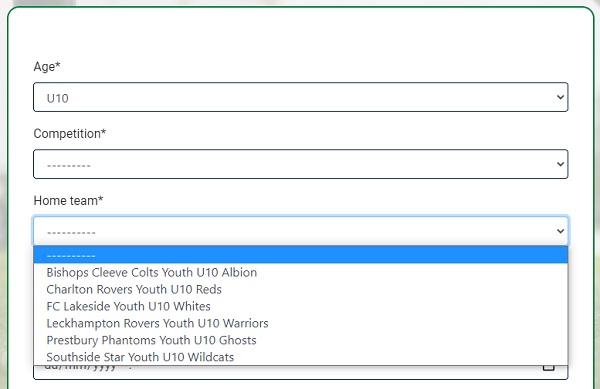 Age*
U10
Competition*
---------
Home team*
----------
----------
Bishops Cleeve Colts Youth U10 Albion
Charlton Rovers Youth U10 Reds
FC Lakeside Youth U10 Whites
Leckhampton Rovers Youth U10 Warriors
Prestbury Phantoms Youth U10 Ghosts
Southside Star Youth U10 Wildcats
dd/mm/yyyy